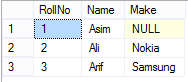 RollNo Name Make
1 1 Asim NULL
2 2 Ali Nokia
3 3 Arif Samsung